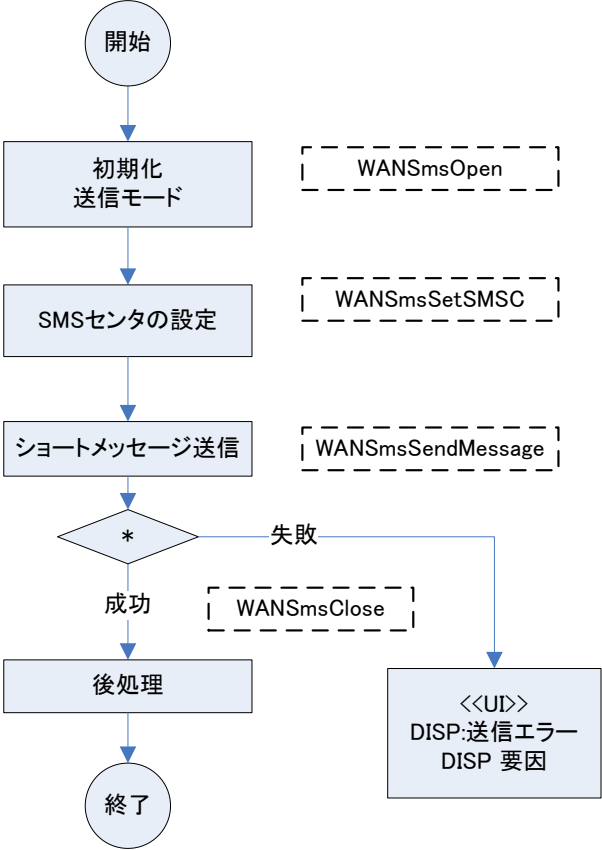 開始
初期化
送信モード
WANSmsOpen
SMSセンタの設定
WANSmsSetSMSC
ショートメッセージ送信
WANSmsSendMessage
*
失敗
成功
WANSmsClose
後処理
<<UI>>
DISP:送信エラー
DISP 要因
終了